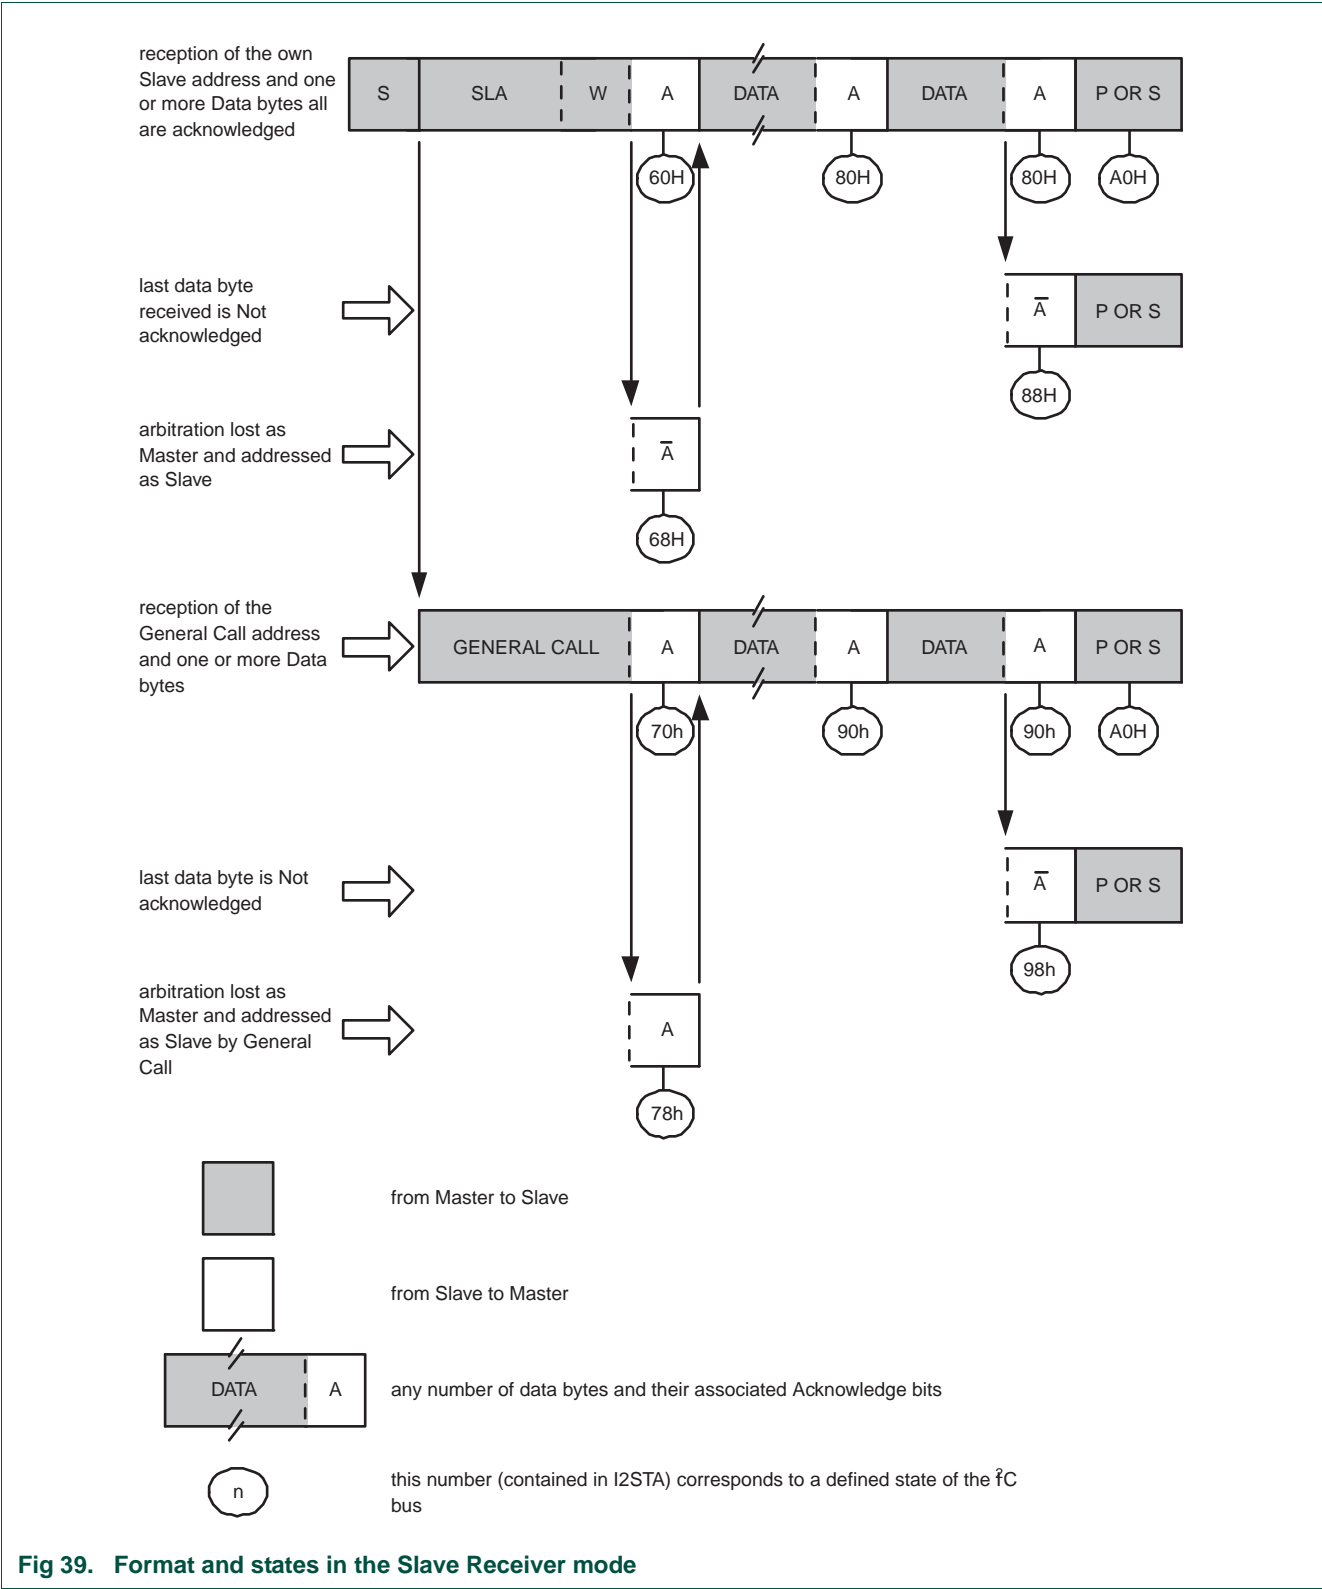 reception of the own
Slave address and one
or more Data bytes all
are acknowledged
S SLA W A DATA A DATA A P OR S
60H 80H 80H A0H
last data byte
received is Not
acknowledged
A̅ P OR S
88H
arbitration lost as
Master and addressed
as Slave
A̅
68H
reception of the
General Call address
and one or more Data
bytes
GENERAL CALL A DATA A DATA A P OR S
70h 90h 90h A0H
last data byte is Not
acknowledged
A̅ P OR S
98h
arbitration lost as
Master and addressed
as Slave by General
Call
A
78h
from Master to Slave
from Slave to Master
DATA A any number of data bytes and their associated Acknowledge bits
n this number (contained in I2STA) corresponds to a defined state of the I²C
bus
Fig 39. Format and states in the Slave Receiver mode